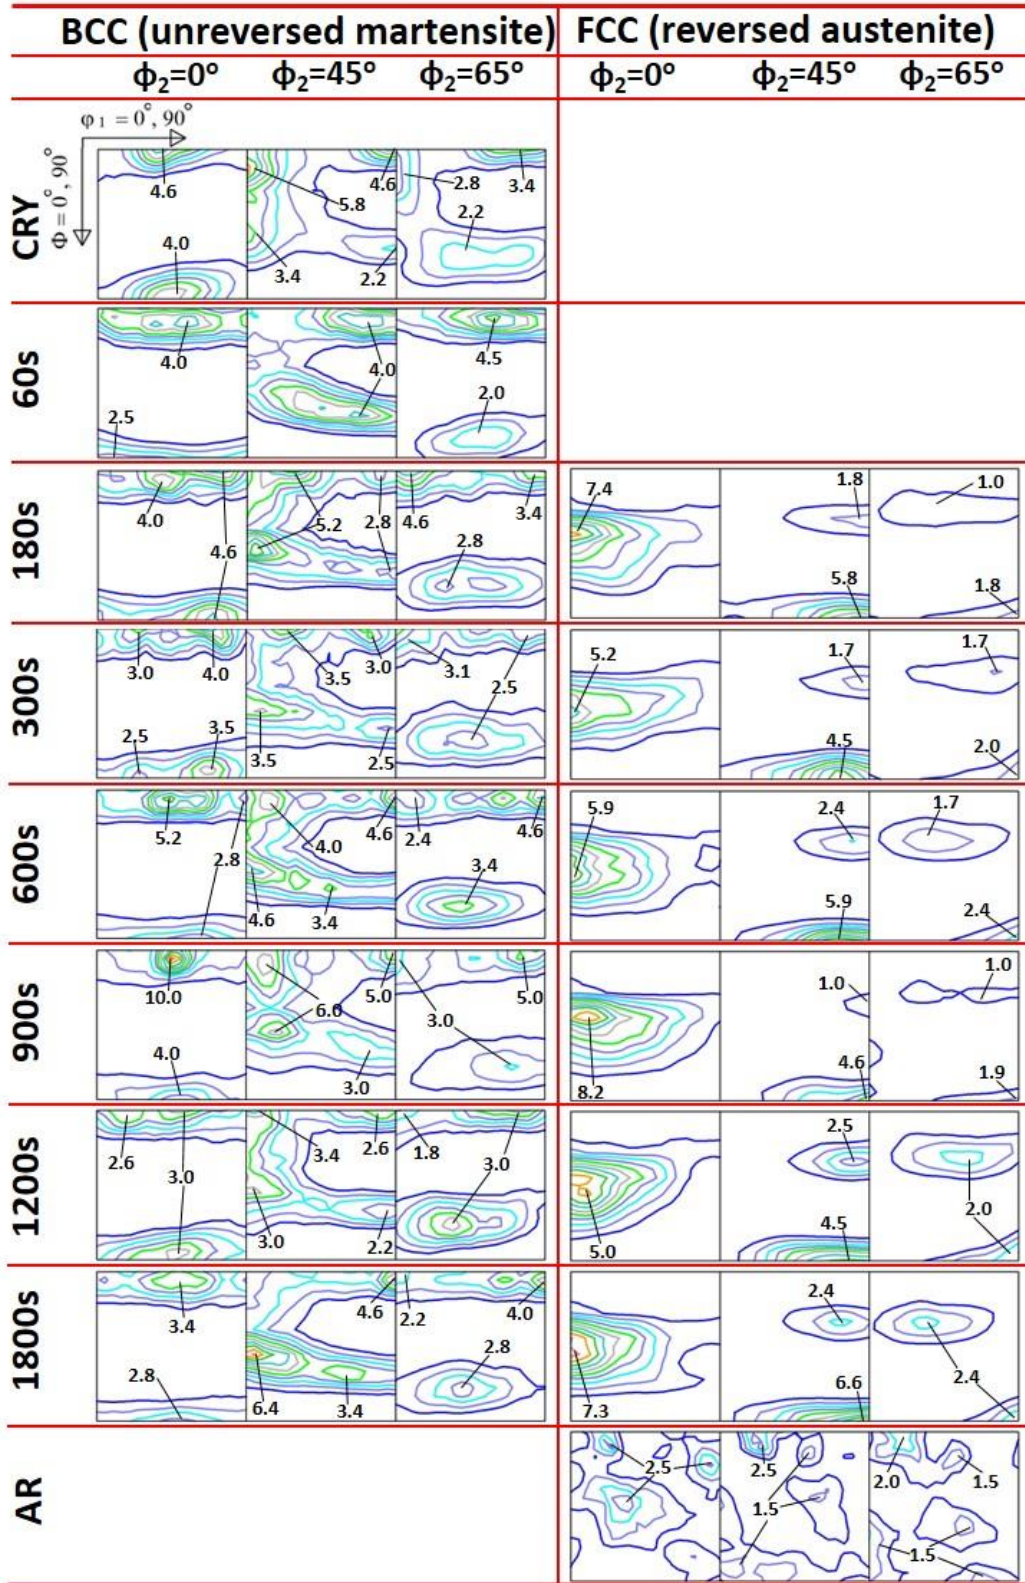 BCC (unreversed martensite) FCC (reversed austenite)
Φ₂=0° Φ₂=45° Φ₂=65° Φ₂=0° Φ₂=45° Φ₂=65°
φ₁ = 0°, 90°
Φ = 0°, 90°
CRY
4.6 5.8 4.6 2.8 3.4
2.2
4.0 3.4 2.2
60s
4.0 4.0 4.5
2.5 2.0
180s
4.0 5.2 2.8 4.6 3.4 7.4 1.8 1.0
4.6 2.8 5.8 1.8
300s
3.0 4.0 3.5 3.0 3.1 2.5 5.2 1.7 1.7
2.5 3.5 3.5 2.5 4.5 2.0
600s
5.2 2.8 4.0 4.6 2.4 4.6 5.9 2.4 1.7
4.6 3.4 3.4 5.9 2.4
900s
10.0 6.0 5.0 3.0 5.0 1.0 1.0
4.0 3.0 8.2 4.6 1.9
1200s
2.6 3.0 3.4 2.6 1.8 3.0 2.5 2.0
3.0 2.2 5.0 4.5
1800s
3.4 4.6 2.2 4.0 2.4
2.8 6.4 3.4 2.8 7.3 6.6 2.4
AR
2.5 2.5 2.0 1.5
1.5 1.5